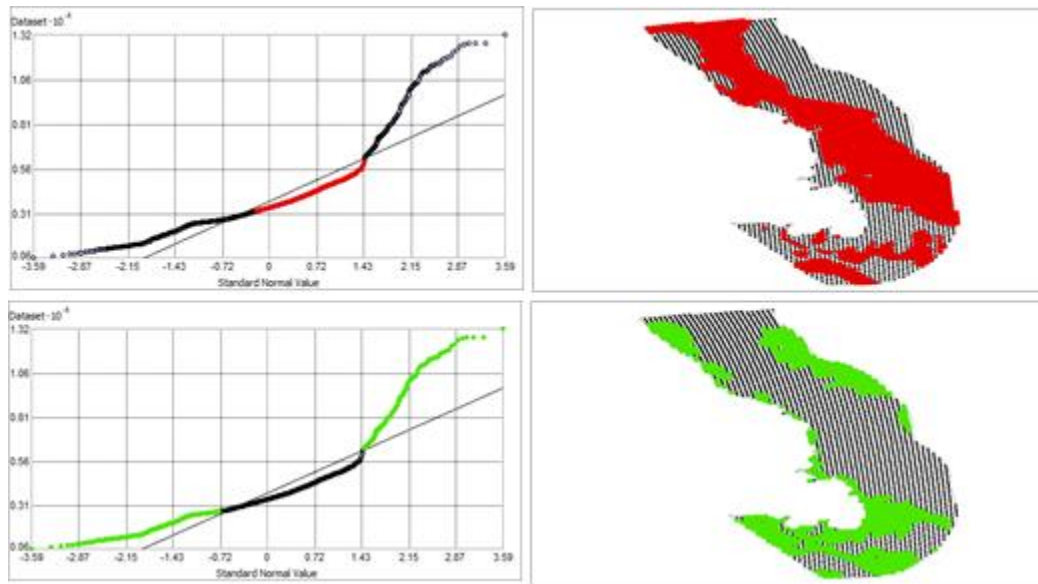 Dataset · 10⁻⁴
1.32
1.06
0.81
0.56
0.31
0.06
-3.59 -2.87 -2.15 -1.43 -0.72 0 0.72 1.43 2.15 2.87 3.59
Standard Normal Value
Dataset · 10⁻⁴
1.32
1.06
0.81
0.56
0.31
0.06
-3.59 -2.87 -2.15 -1.43 -0.72 0 0.72 1.43 2.15 2.87 3.59
Standard Normal Value